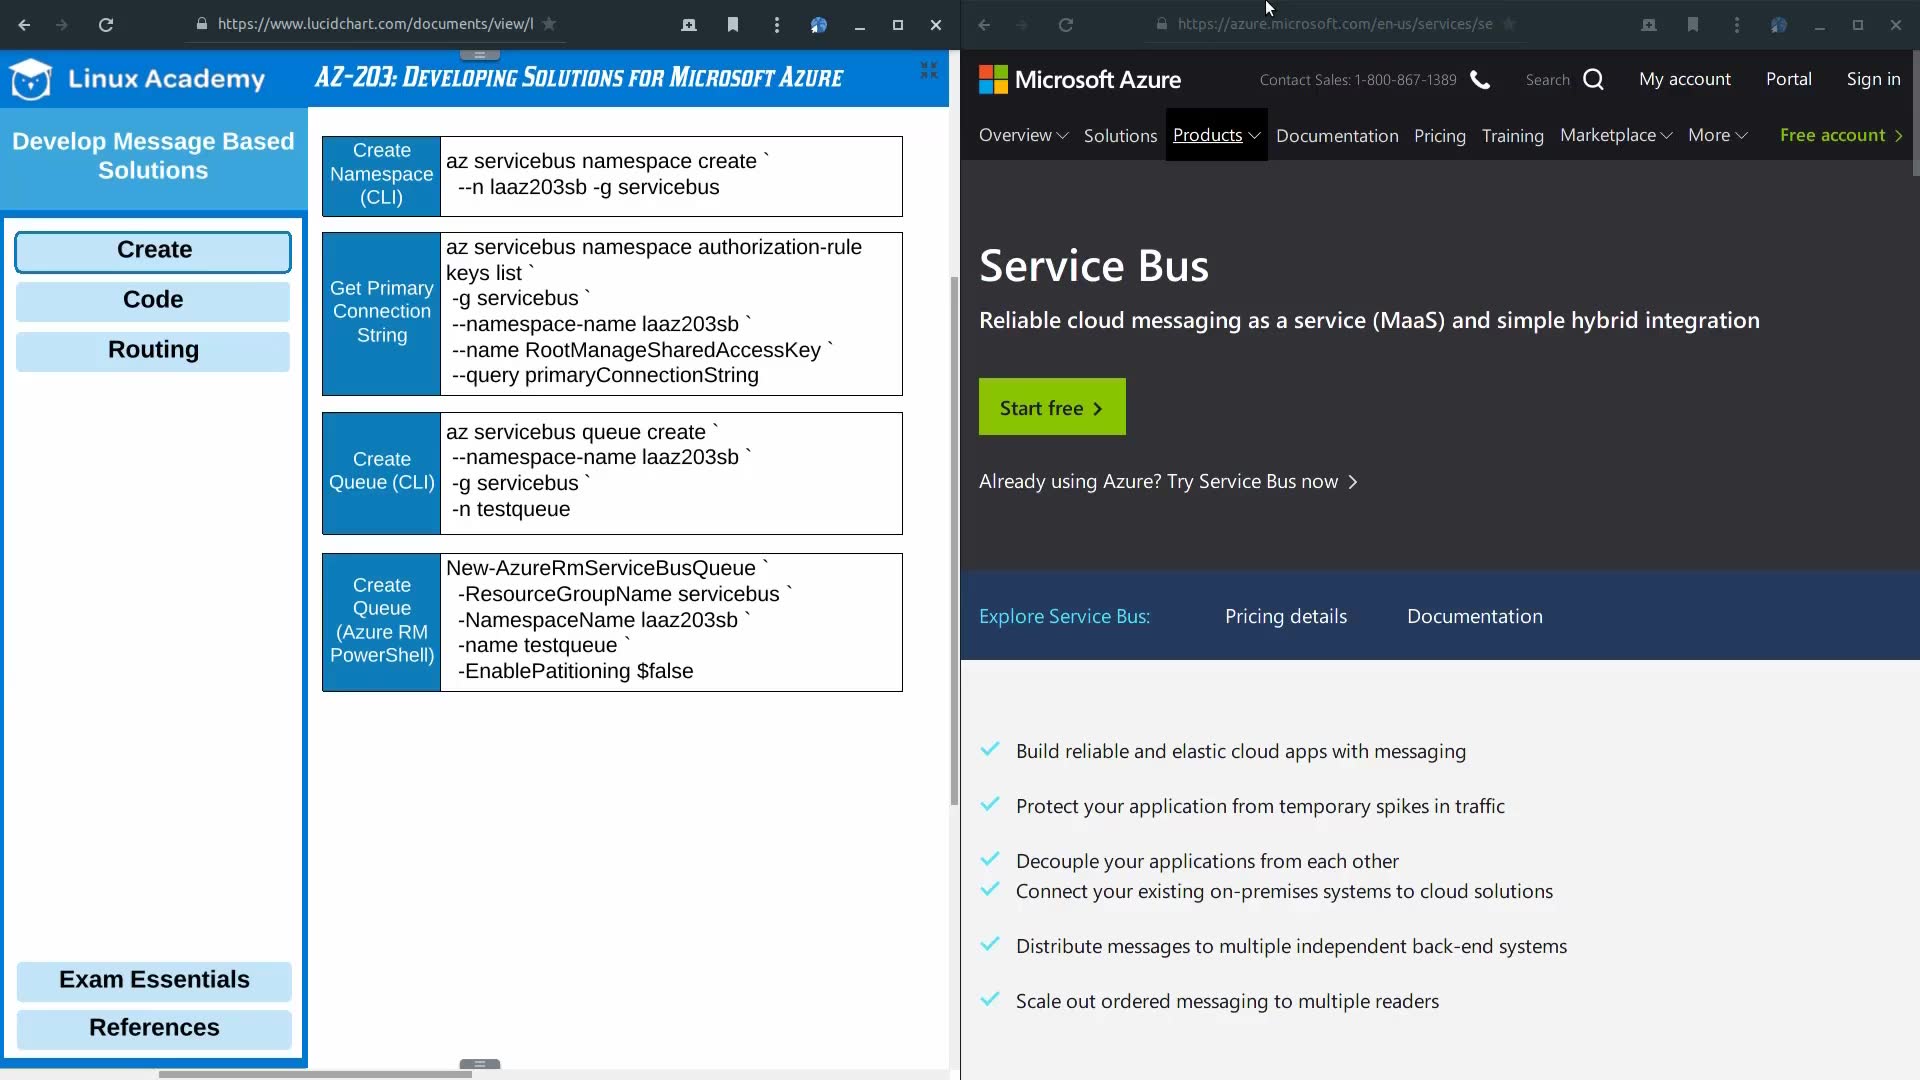 https://www.lucidchart.com/documents/view/l
Linux Academy
AZ-203: Developing Solutions for Microsoft Azure
Develop Message Based
Solutions
Create
Code
Routing
Exam Essentials
References
Create
Namespace
(CLI)
az servicebus namespace create `
--n laaz203sb -g servicebus
Get Primary
Connection
String
az servicebus namespace authorization-rule
keys list `
-g servicebus `
--namespace-name laaz203sb `
--name RootManageSharedAccessKey `
--query primaryConnectionString
Create
Queue (CLI)
az servicebus queue create `
--namespace-name laaz203sb `
-g servicebus `
-n testqueue
Create
Queue
(Azure RM
PowerShell)
New-AzureRmServiceBusQueue `
-ResourceGroupName servicebus `
-NamespaceName laaz203sb `
-name testqueue `
-EnablePatitioning $false
https://azure.microsoft.com/en-us/services/se
Microsoft Azure
Contact Sales: 1-800-867-1389
Search
My account
Portal
Sign in
Overview
Solutions
Products
Documentation
Pricing
Training
Marketplace
More
Free account
Service Bus
Reliable cloud messaging as a service (MaaS) and simple hybrid integration
Start free
Already using Azure? Try Service Bus now
Explore Service Bus:
Pricing details
Documentation
Build reliable and elastic cloud apps with messaging
Protect your application from temporary spikes in traffic
Decouple your applications from each other
Connect your existing on-premises systems to cloud solutions
Distribute messages to multiple independent back-end systems
Scale out ordered messaging to multiple readers